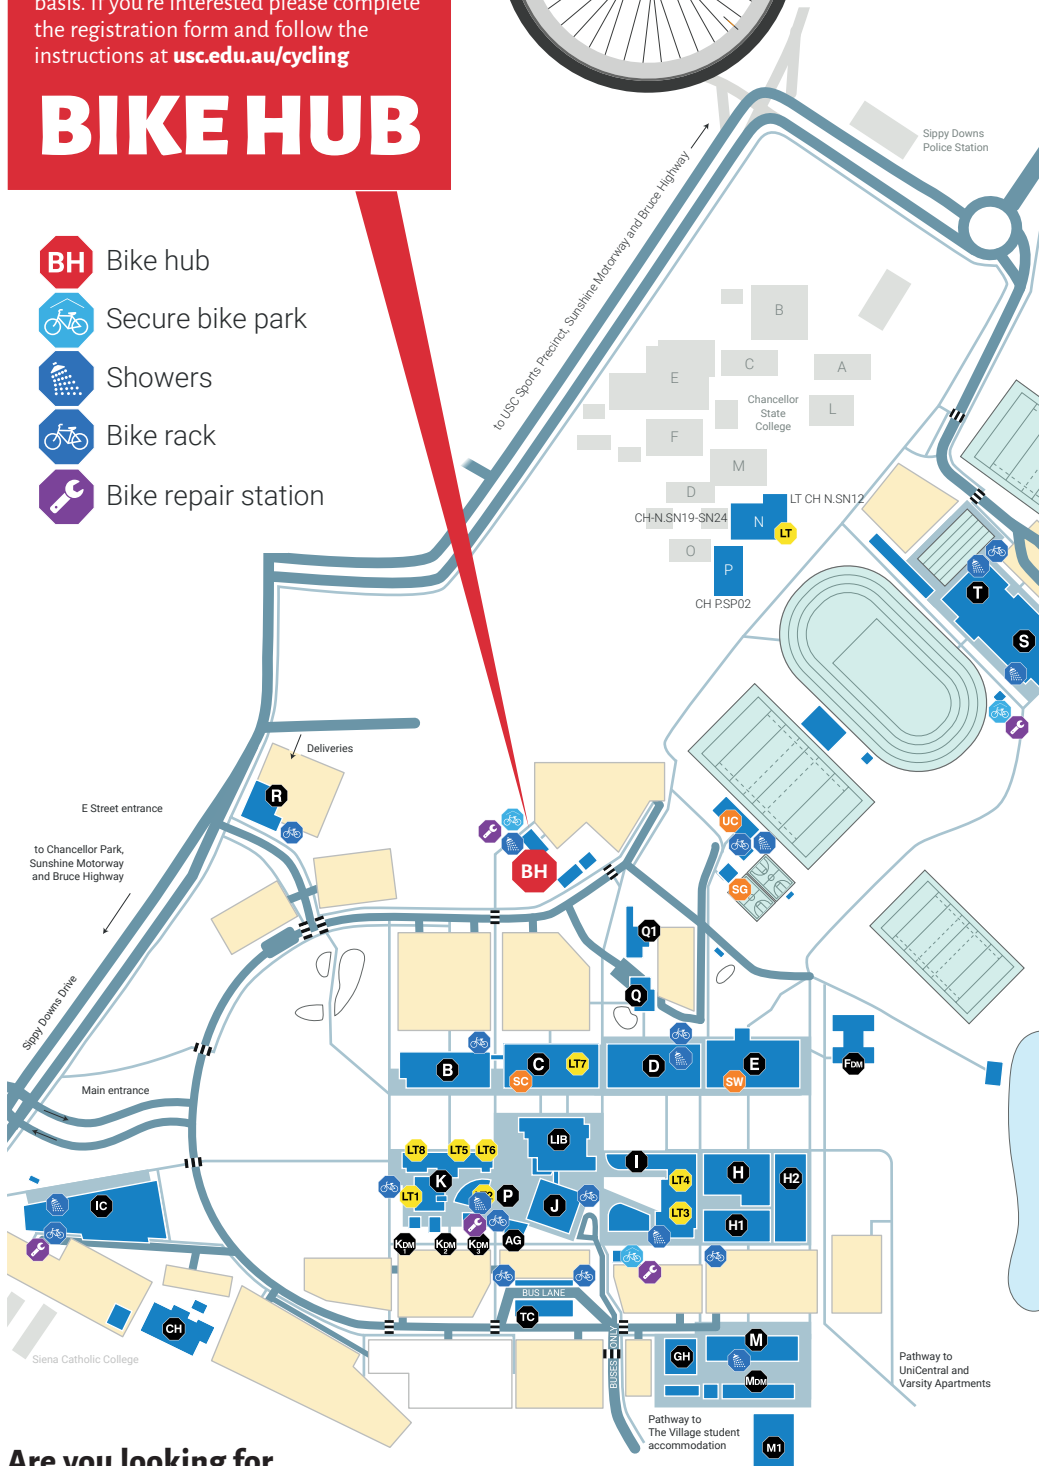 basis. If you're interested please complete
the registration form and follow the
instructions at usc.edu.au/cycling
BIKE HUB
Sippy Downs
Police Station
to USC Sports Precinct, Sunshine Motorway and Bruce Highway
BH Bike hub
Secure bike park
Showers
Bike rack
Bike repair station
B
C
A
E
Chancellor
State
College
L
F
M
D
LT CH N.SN12
CH-N.SN19-SN24
N
LT
O
P
CH P.SP02
T
S
Deliveries
R
E Street entrance
to Chancellor Park,
Sunshine Motorway
and Bruce Highway
UC
BH
SG
Q1
Q
Sippy Downs Drive
B
C
LT7
SC
D
E
SW
FDM
Main entrance
LIB
LT8
LT5
LT6
I
K
LT1
P
J
LT4
LT3
H
H2
H1
IC
KDM
1
KDM
2
KDM
3
AG
BUS LANE
TC
CH
BUSES ONLY
GH
M
MDM
Siena Catholic College
Pathway to
UniCentral and
Varsity Apartments
Pathway to
The Village student
accommodation
M1
Are you looking for